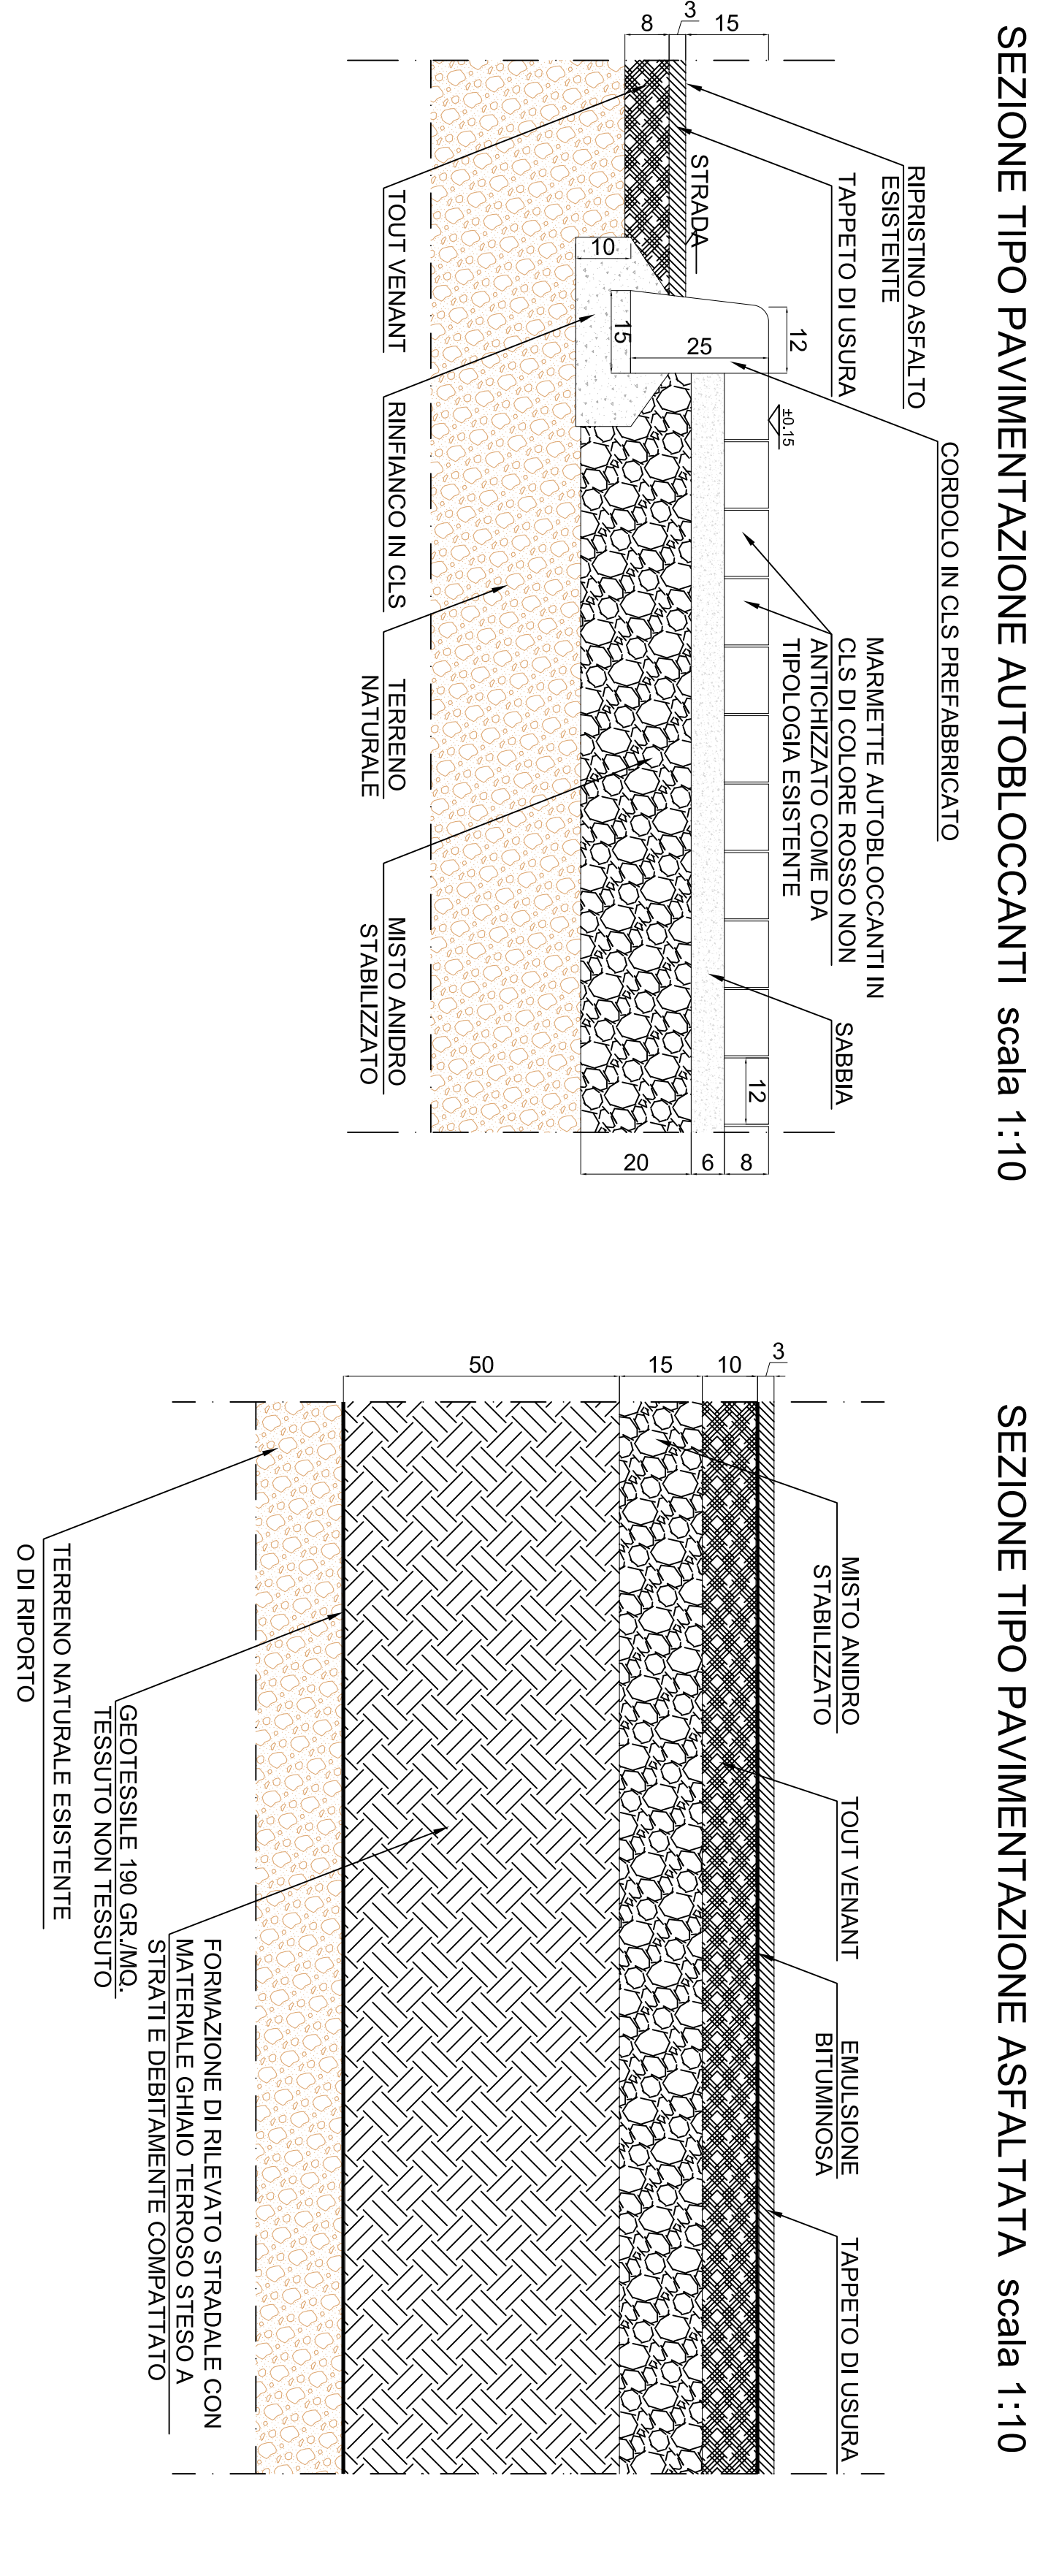 SEZIONE TIPO PAVIMENTAZIONE AUTOBLOCCANTI scala 1:10
CORDOLO IN CLS PREFABBRICATO
RIPRISTINO ASFALTO
ESISTENTE
TAPPETO DI USURA
MARMETTE AUTOBLOCCANTI IN
CLS DI COLORE ROSSO NON
ANTICHIZZATO COME DA
TIPOLOGIA ESISTENTE
SABBIA
STRADA
±0.15
15
3
8
10
12
15
25
12
8
6
20
TOUT VENANT
RINFIANCO IN CLS
TERRENO
NATURALE
MISTO ANIDRO
STABILIZZATO
SEZIONE TIPO PAVIMENTAZIONE ASFALTATA scala 1:10
MISTO ANIDRO
STABILIZZATO
TOUT VENANT
EMULSIONE
BITUMINOSA
TAPPETO DI USURA
3
10
15
50
FORMAZIONE DI RILEVATO STRADALE CON
MATERIALE GHIAIO TERROSO STESO A
STRATI E DEBITAMENTE COMPATTATO
GEOTESSILE 190 GR./MQ.
TESSUTO NON TESSUTO
TERRENO NATURALE ESISTENTE
O DI RIPORTO